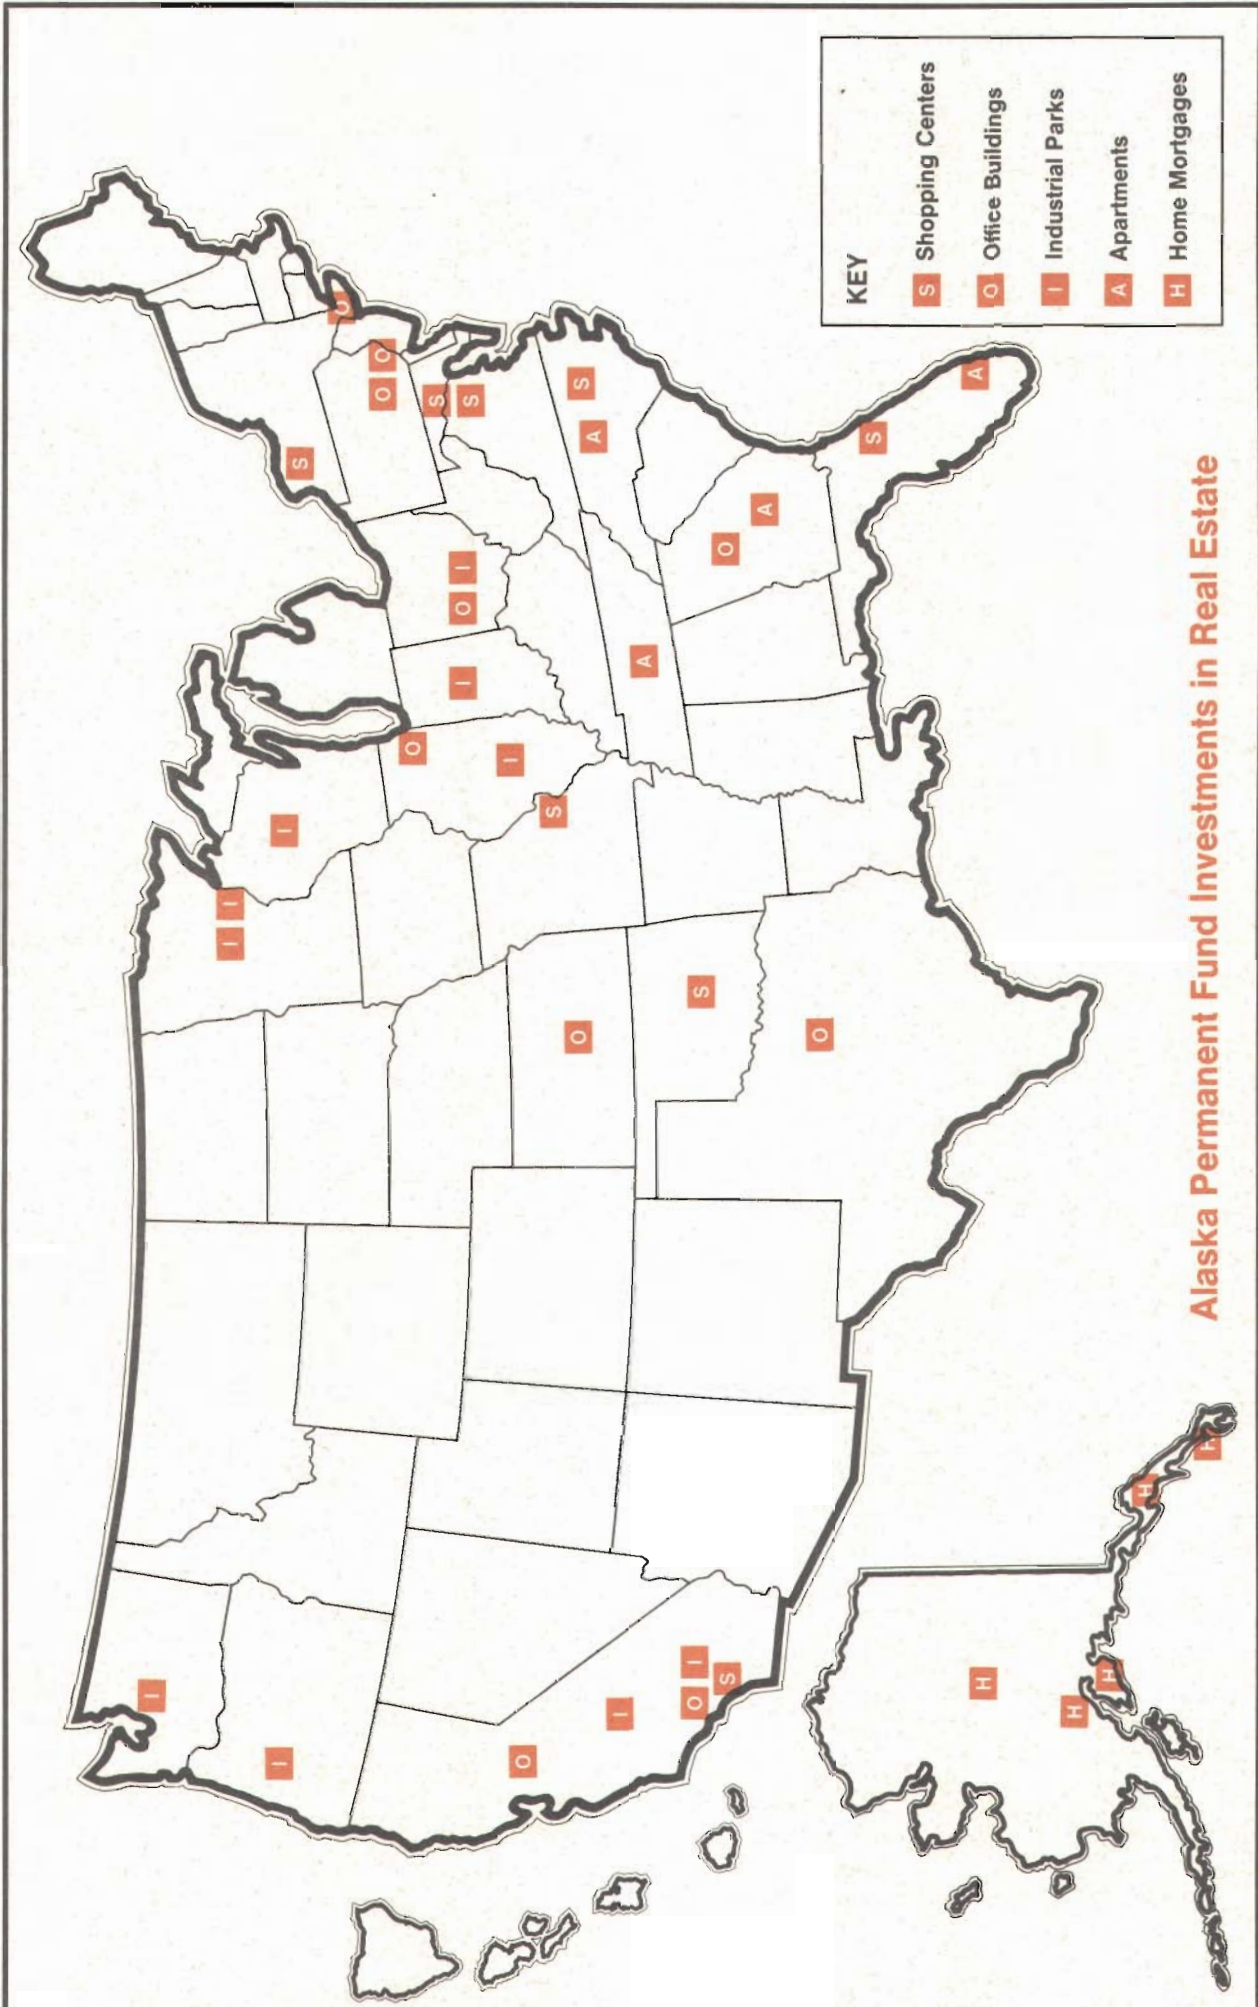 I
I I
I
I
S
O
O O
O
S
I
O I
S
I
O
S
O
S
A
I
A
O I
S
S
O
A
O
S
A
H
H
H
H
H
KEY
S Shopping Centers
O Office Buildings
I Industrial Parks
A Apartments
H Home Mortgages
Alaska Permanent Fund Investments in Real Estate